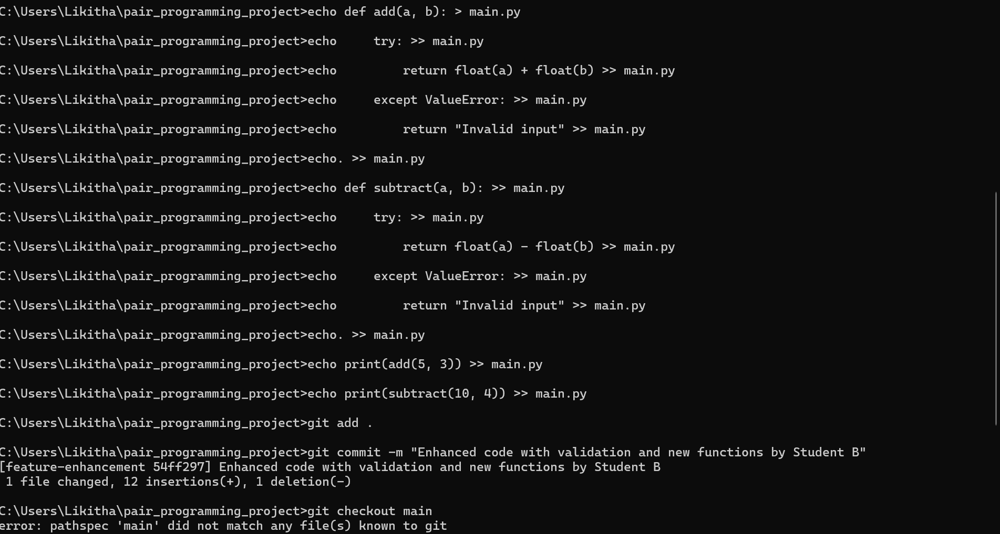 C:\Users\Likitha\pair_programming_project>echo def add(a, b): > main.py
C:\Users\Likitha\pair_programming_project>echo     try: >> main.py
C:\Users\Likitha\pair_programming_project>echo         return float(a) + float(b) >> main.py
C:\Users\Likitha\pair_programming_project>echo     except ValueError: >> main.py
C:\Users\Likitha\pair_programming_project>echo         return "Invalid input" >> main.py
C:\Users\Likitha\pair_programming_project>echo. >> main.py
C:\Users\Likitha\pair_programming_project>echo def subtract(a, b): >> main.py
C:\Users\Likitha\pair_programming_project>echo     try: >> main.py
C:\Users\Likitha\pair_programming_project>echo         return float(a) - float(b) >> main.py
C:\Users\Likitha\pair_programming_project>echo     except ValueError: >> main.py
C:\Users\Likitha\pair_programming_project>echo         return "Invalid input" >> main.py
C:\Users\Likitha\pair_programming_project>echo. >> main.py
C:\Users\Likitha\pair_programming_project>echo print(add(5, 3)) >> main.py
C:\Users\Likitha\pair_programming_project>echo print(subtract(10, 4)) >> main.py
C:\Users\Likitha\pair_programming_project>git add .
C:\Users\Likitha\pair_programming_project>git commit -m "Enhanced code with validation and new functions by Student B"
[feature-enhancement 54ff297] Enhanced code with validation and new functions by Student B
 1 file changed, 12 insertions(+), 1 deletion(-)
C:\Users\Likitha\pair_programming_project>git checkout main
error: pathspec 'main' did not match any file(s) known to git